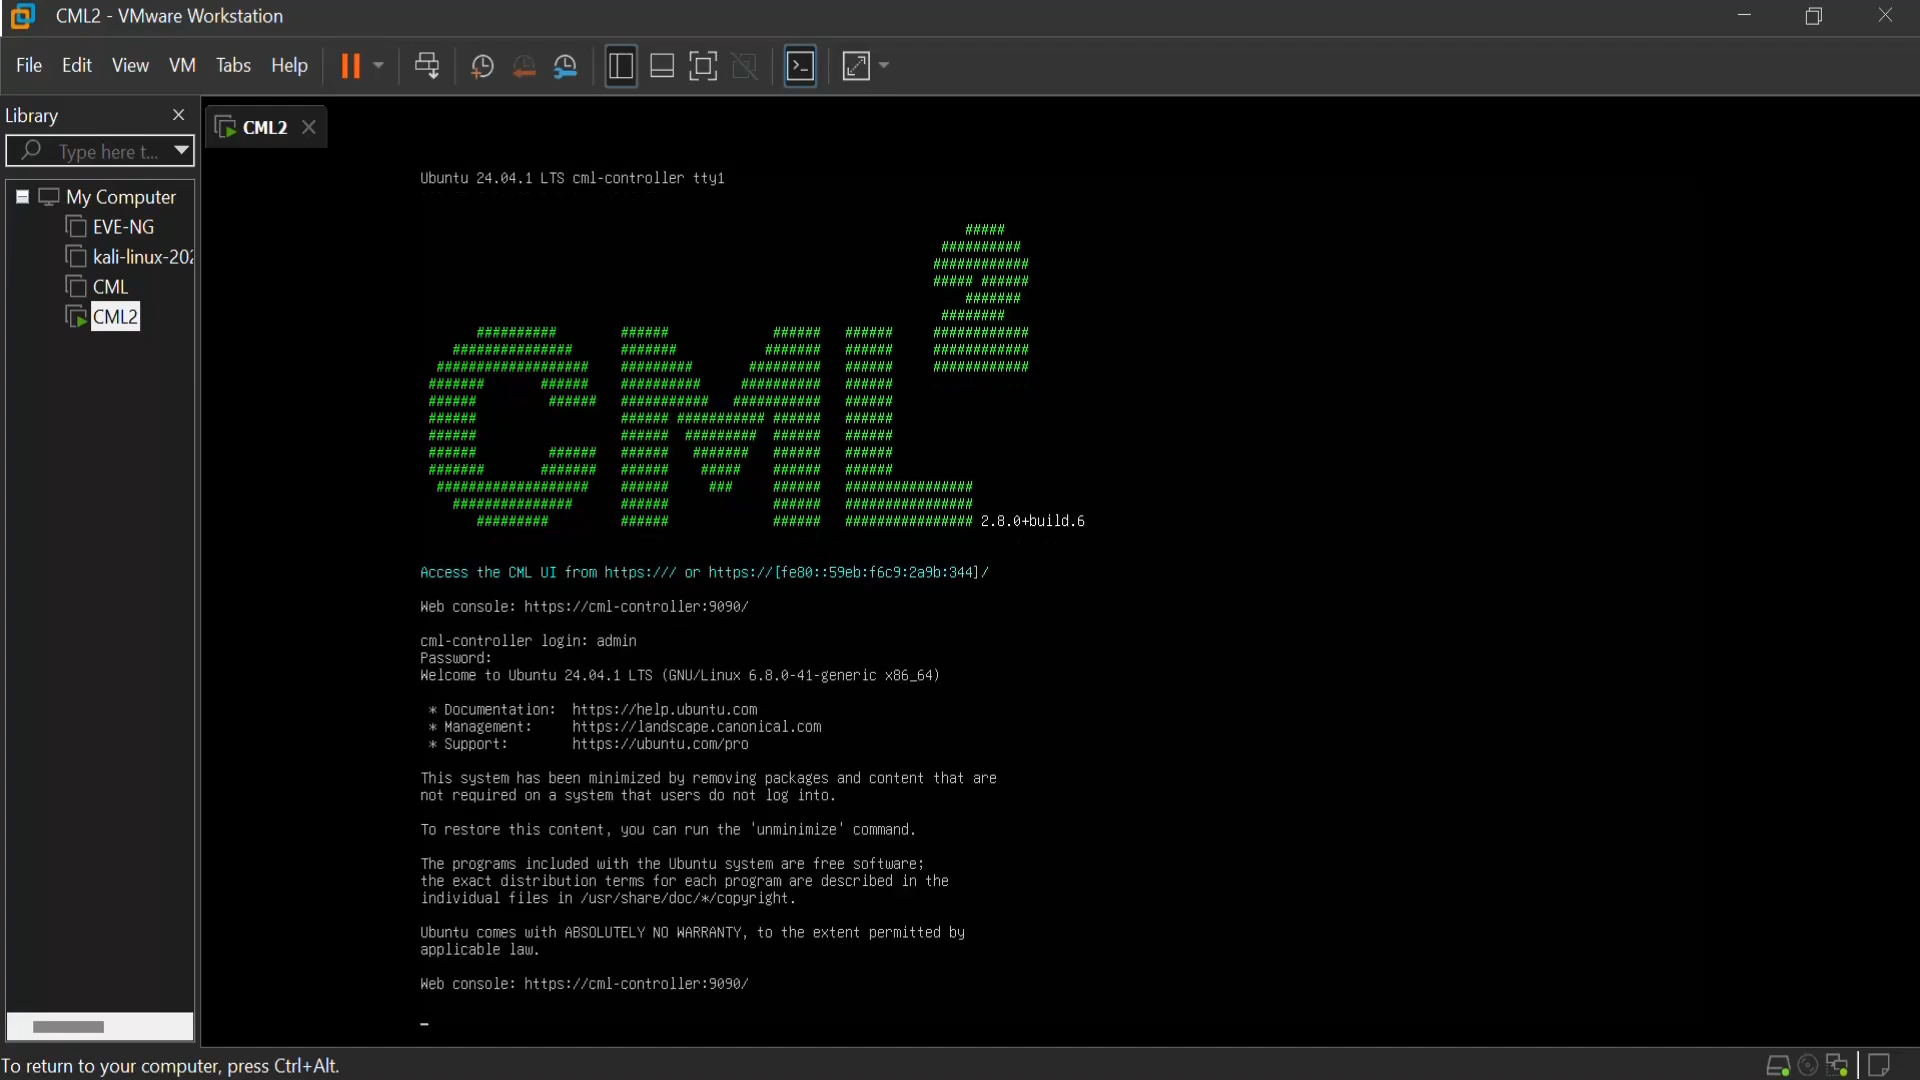 CML2 - VMware Workstation
File Edit View VM Tabs Help
Library
CML2
Type here t...
My Computer
EVE-NG
kali-linux-202
CML
CML2
Ubuntu 24.04.1 LTS cml-controller tty1
CML2
2.8.0+build.6
Access the CML UI from https:/// or https://[fe80::59eb:f6c9:2a9b:344]/
Web console: https://cml-controller:9090/
cml-controller login: admin
Password:
Welcome to Ubuntu 24.04.1 LTS (GNU/Linux 6.8.0-41-generic x86_64)
* Documentation: https://help.ubuntu.com
* Management: https://landscape.canonical.com
* Support: https://ubuntu.com/pro
This system has been minimized by removing packages and content that are
not required on a system that users do not log into.
To restore this content, you can run the 'unminimize' command.
The programs included with the Ubuntu system are free software;
the exact distribution terms for each program are described in the
individual files in /usr/share/doc/*/copyright.
Ubuntu comes with ABSOLUTELY NO WARRANTY, to the extent permitted by
applicable law.
Web console: https://cml-controller:9090/
To return to your computer, press Ctrl+Alt.